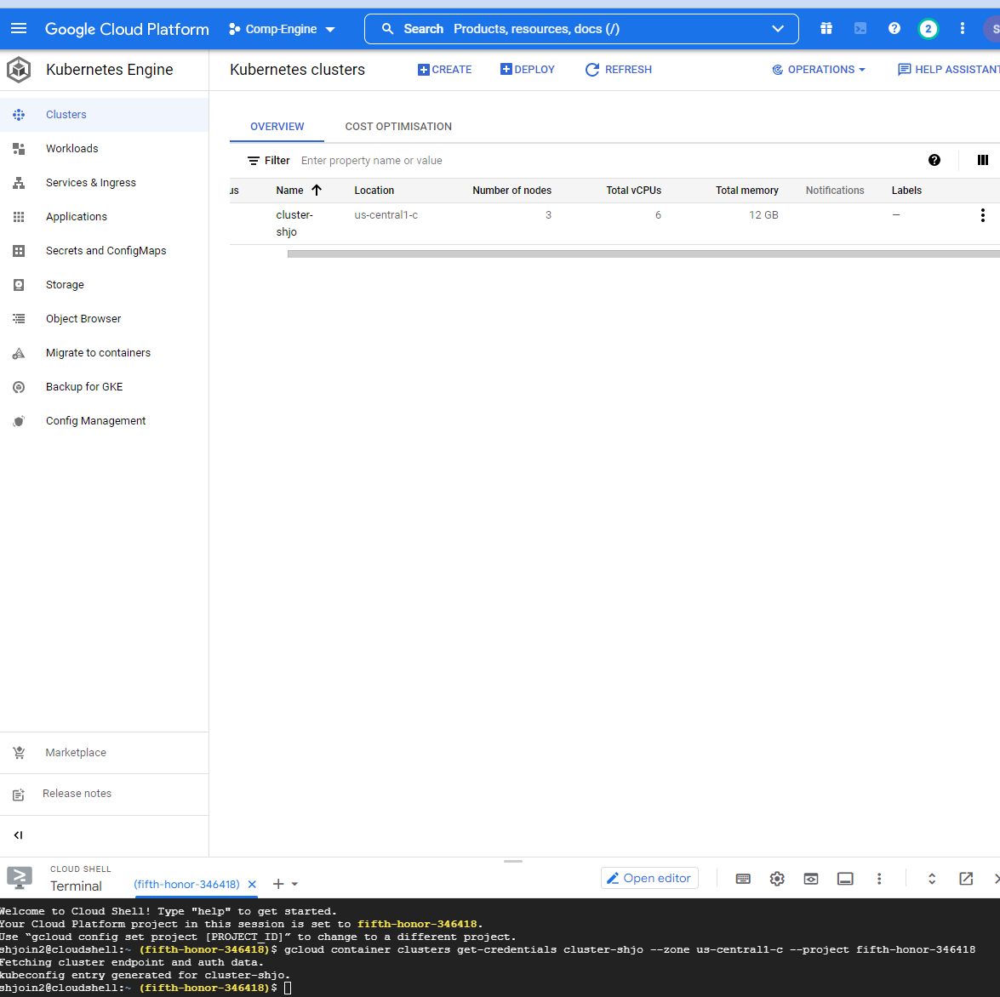 Google Cloud Platform
Comp-Engine
Search Products, resources, docs (/)
2
S
Kubernetes Engine
Kubernetes clusters
CREATE
DEPLOY
REFRESH
OPERATIONS
HELP ASSISTANT
Clusters
Workloads
Services & Ingress
Applications
Secrets and ConfigMaps
Storage
Object Browser
Migrate to containers
Backup for GKE
Config Management
Marketplace
Release notes
OVERVIEW
COST OPTIMISATION
Filter Enter property name or value
us Name Location Number of nodes Total vCPUs Total memory Notifications Labels
cluster- us-central1-c 3 6 12 GB —
shjo
CLOUD SHELL
Terminal
(fifth-honor-346418)
Open editor
Welcome to Cloud Shell! Type "help" to get started.
Your Cloud Platform project in this session is set to fifth-honor-346418.
Use “gcloud config set project [PROJECT_ID]” to change to a different project.
shjoin2@cloudshell:~ (fifth-honor-346418)$ gcloud container clusters get-credentials cluster-shjo --zone us-central1-c --project fifth-honor-346418
Fetching cluster endpoint and auth data.
kubeconfig entry generated for cluster-shjo.
shjoin2@cloudshell:~ (fifth-honor-346418)$